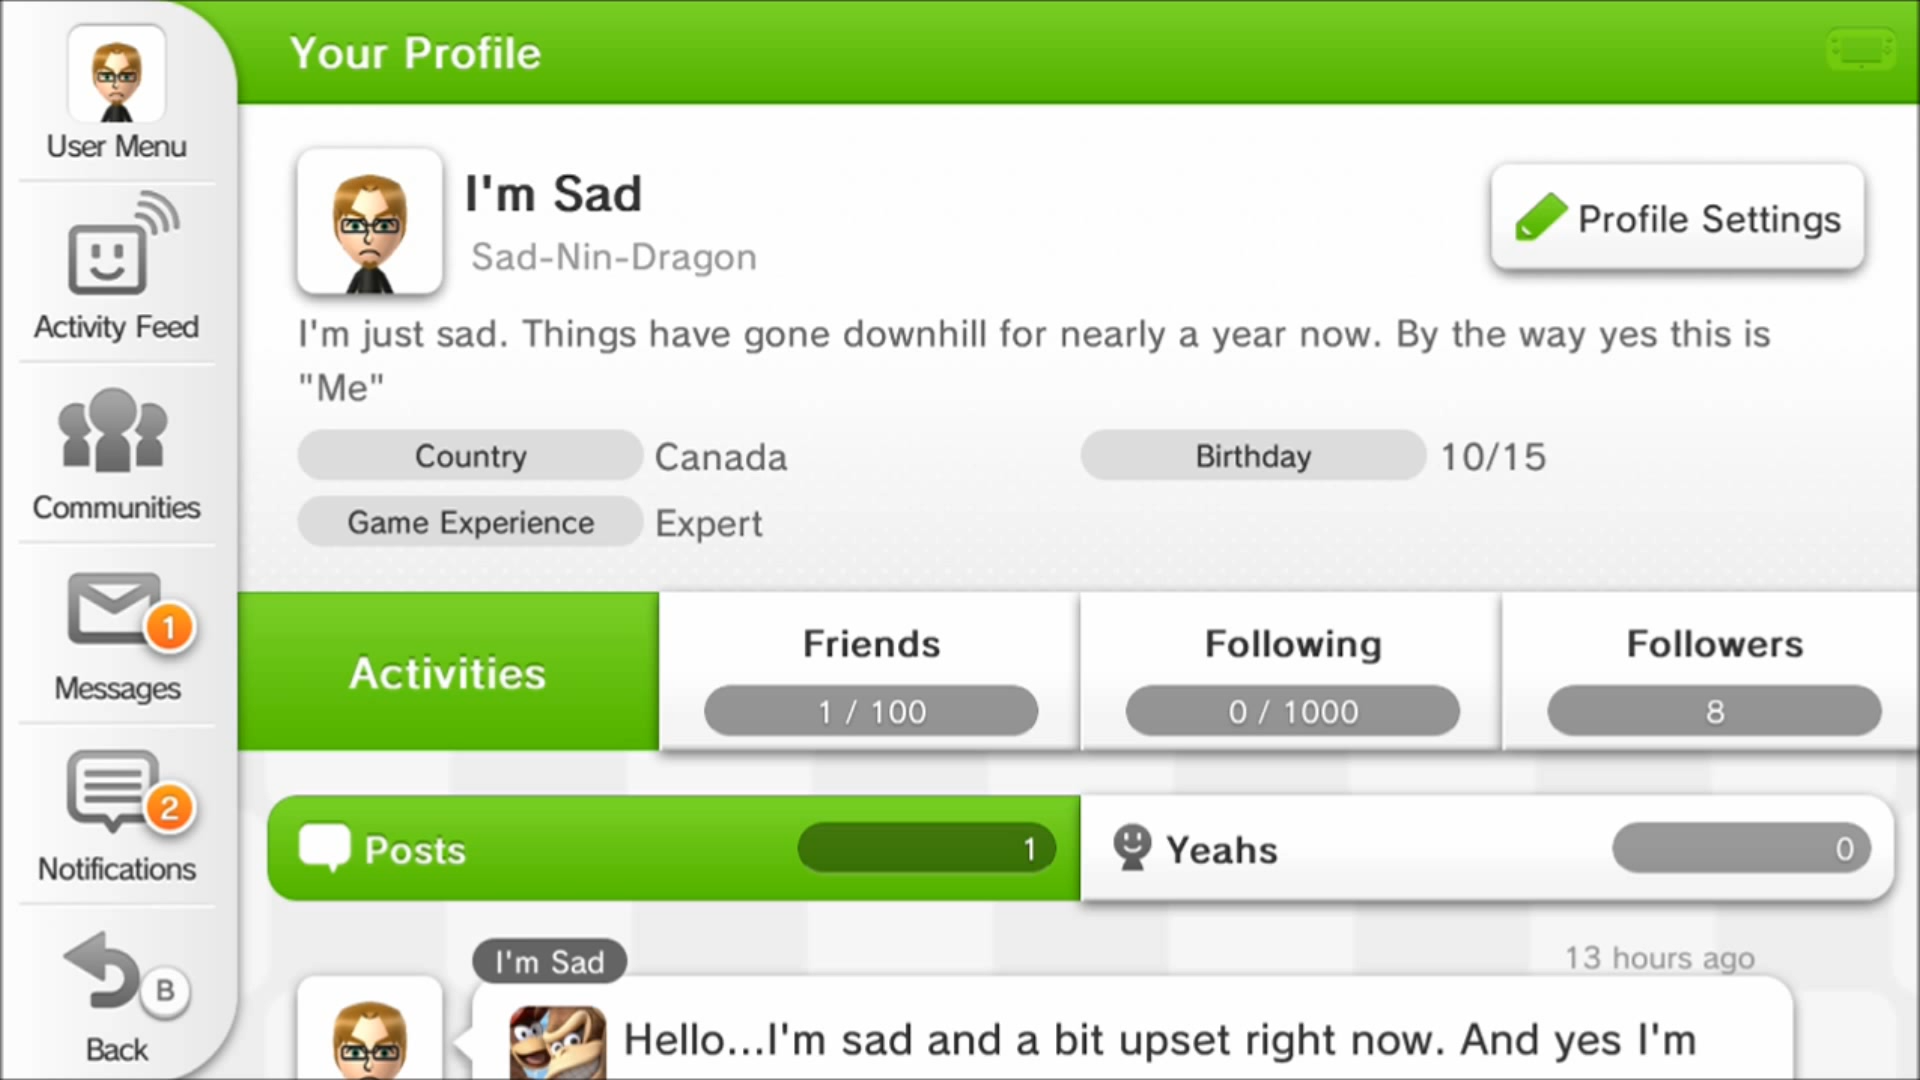 Your Profile
User Menu
Activity Feed
Communities
1
Messages
2
Notifications
B
Back
I'm Sad
Sad-Nin-Dragon
Profile Settings
I'm just sad. Things have gone downhill for nearly a year now. By the way yes this is
"Me"
Country Canada
Birthday 10/15
Game Experience Expert
Activities
Friends
1 / 100
Following
0 / 1000
Followers
8
Posts 1
Yeahs 0
I'm Sad
13 hours ago
Hello...I'm sad and a bit upset right now. And yes I'm